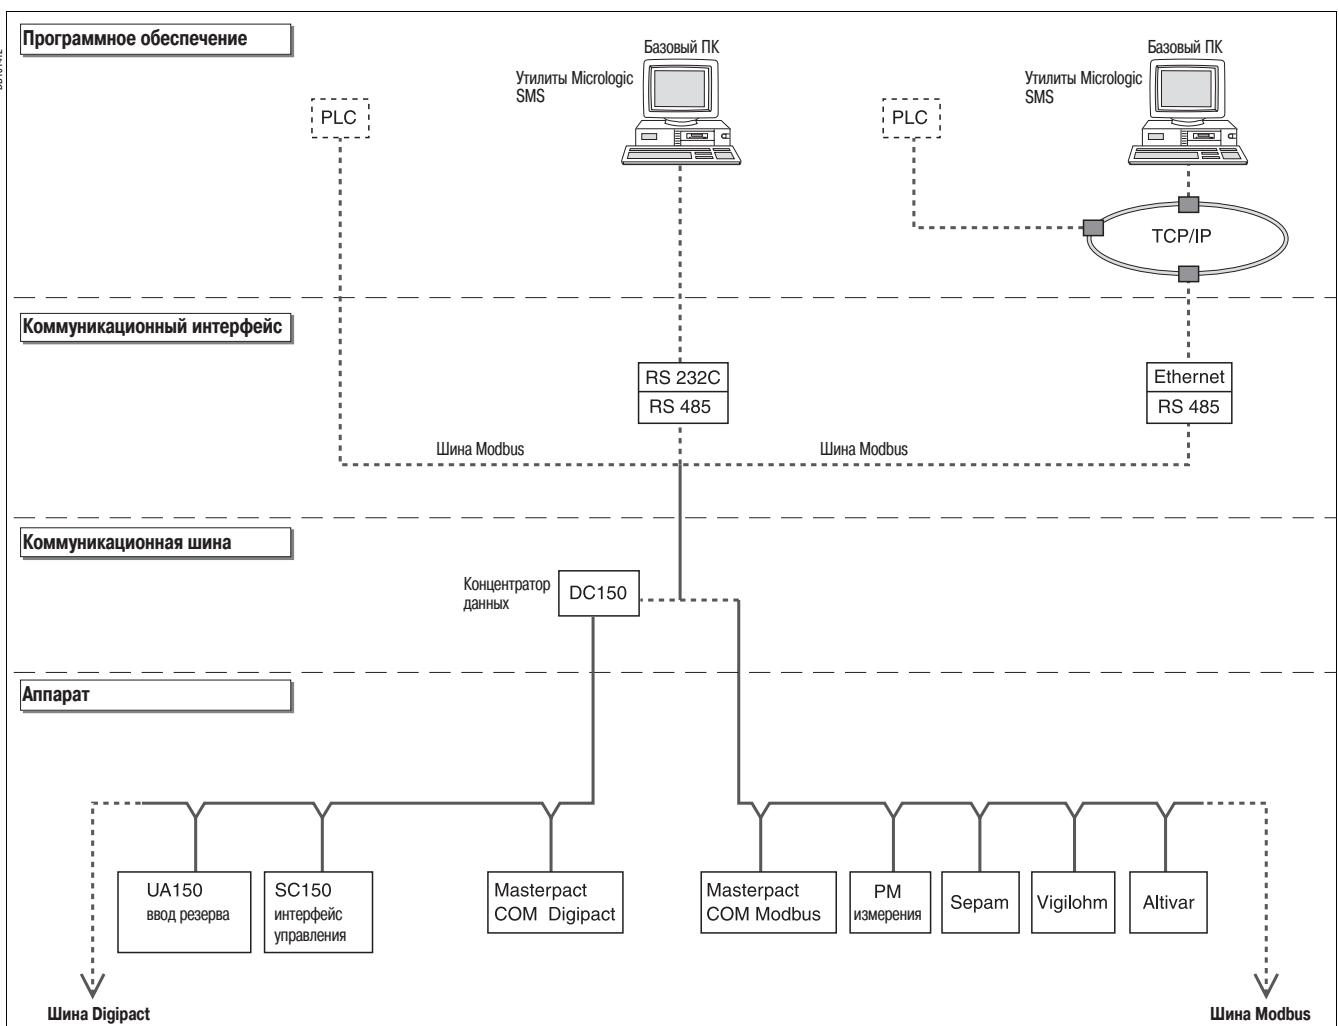 Программное обеспечение
Базовый ПК
Базовый ПК
Утилиты Micrologic
SMS
Утилиты Micrologic
SMS
PLC
PLC
TCP/IP
Коммуникационный интерфейс
RS 232C
RS 485
Ethernet
RS 485
Шина Modbus
Шина Modbus
Коммуникационная шина
Концентратор
данных
DC150
Аппарат
UA150
ввод резерва
SC150
интерфейс
управления
Masterpact
COM Digipact
Masterpact
COM Modbus
PM
измерения
Sepam
Vigilohm
Altivar
Шина Digipact
Шина Modbus